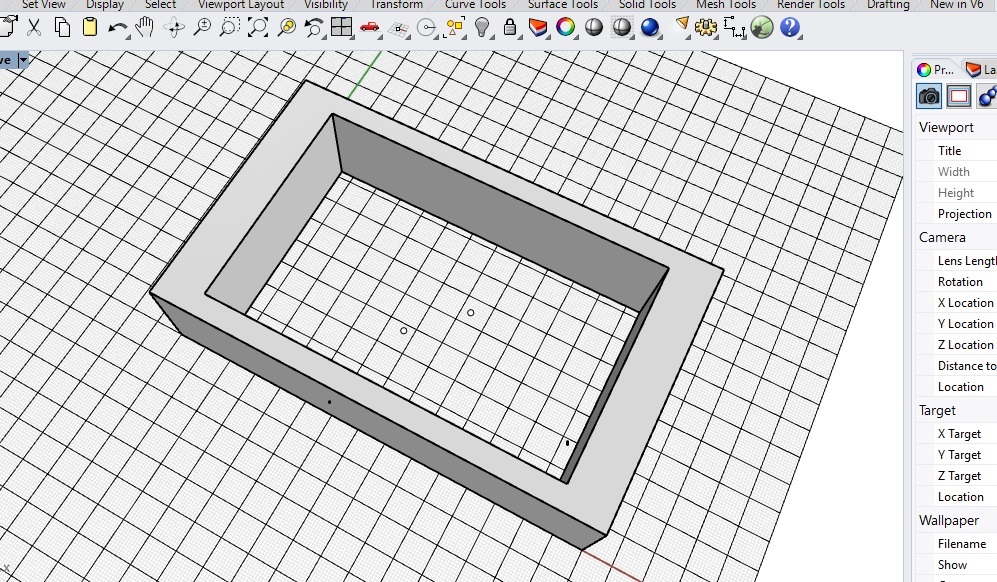 Set View Display Select Viewport Layout Visibility Transform Curve Tools Surface Tools Solid Tools Mesh Tools Render Tools Drafting New in V6
ve
Pr... La
Viewport
Title
Width
Height
Projection
Camera
Lens Lengt
Rotation
X Location
Y Location
Z Location
Distance to
Location
Target
X Target
Y Target
Z Target
Location
Wallpaper
Filename
Show
x